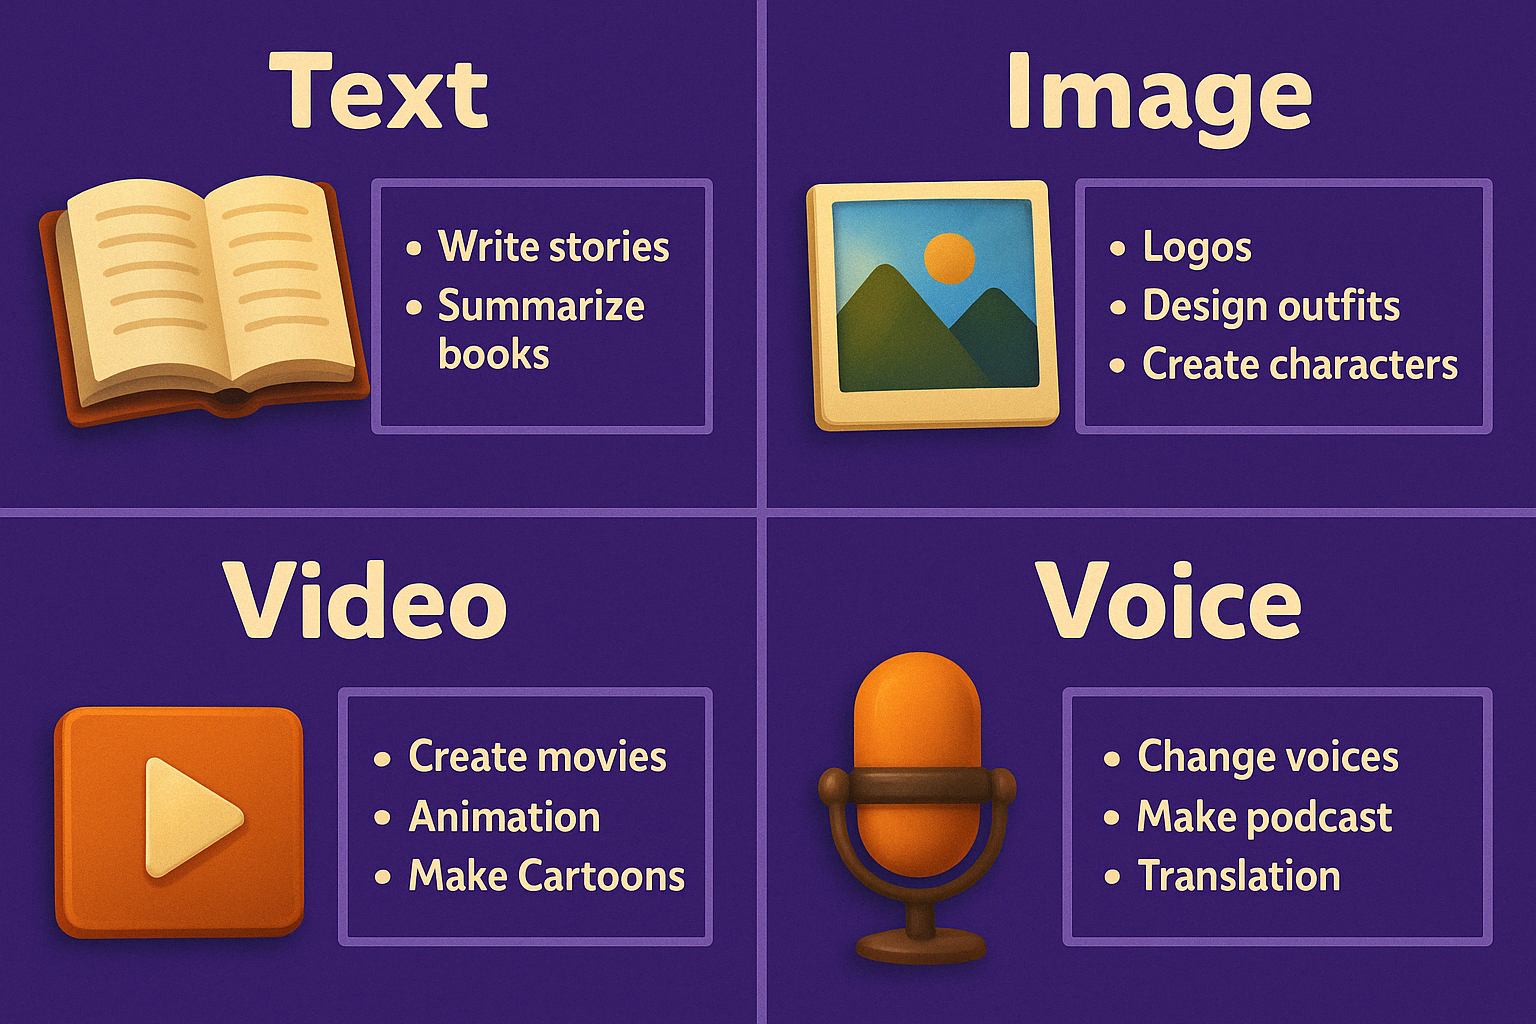 Text
• Write stories
• Summarize
books
Image
• Logos
• Design outfits
• Create characters
Video
• Create movies
• Animation
• Make Cartoons
Voice
• Change voices
• Make podcast
• Translation